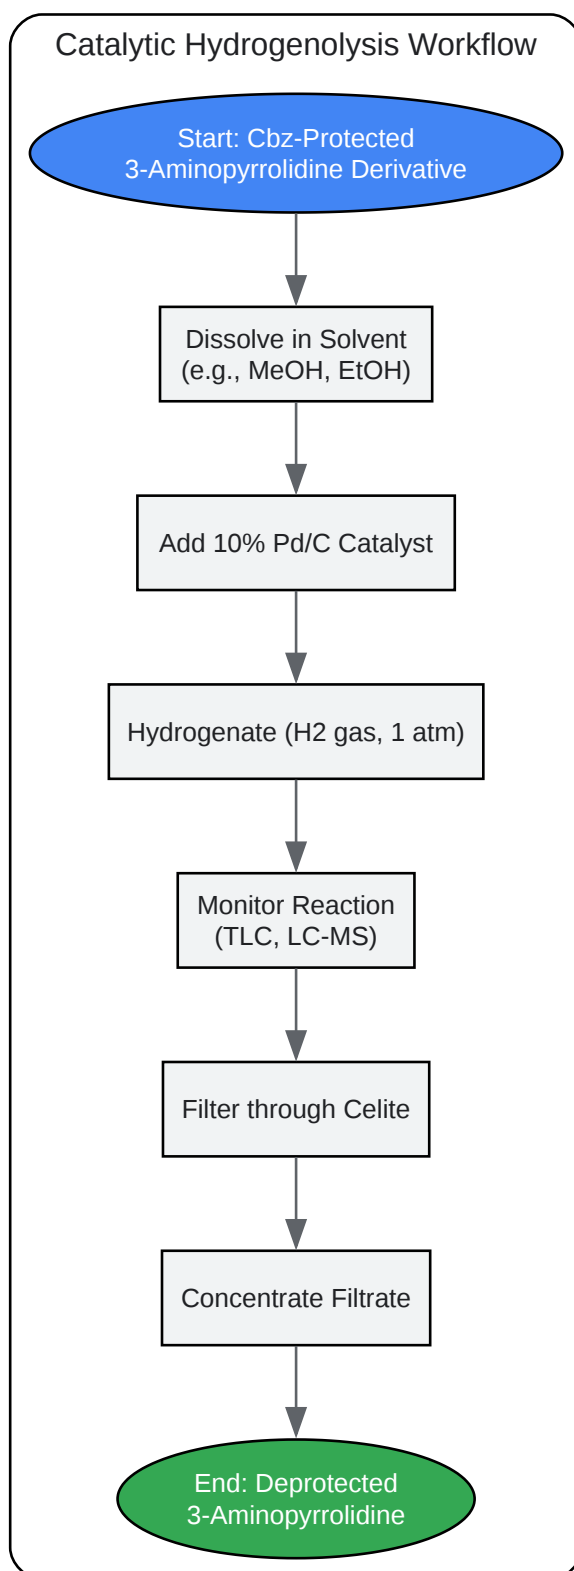 Catalytic Hydrogenolysis Workflow
Start: Cbz-Protected
3-Aminopyrrolidine Derivative
Dissolve in Solvent
(e.g., MeOH, EtOH)
Add 10% Pd/C Catalyst
Hydrogenate (H2 gas, 1 atm)
Monitor Reaction
(TLC, LC-MS)
Filter through Celite
Concentrate Filtrate
End: Deprotected
3-Aminopyrrolidine